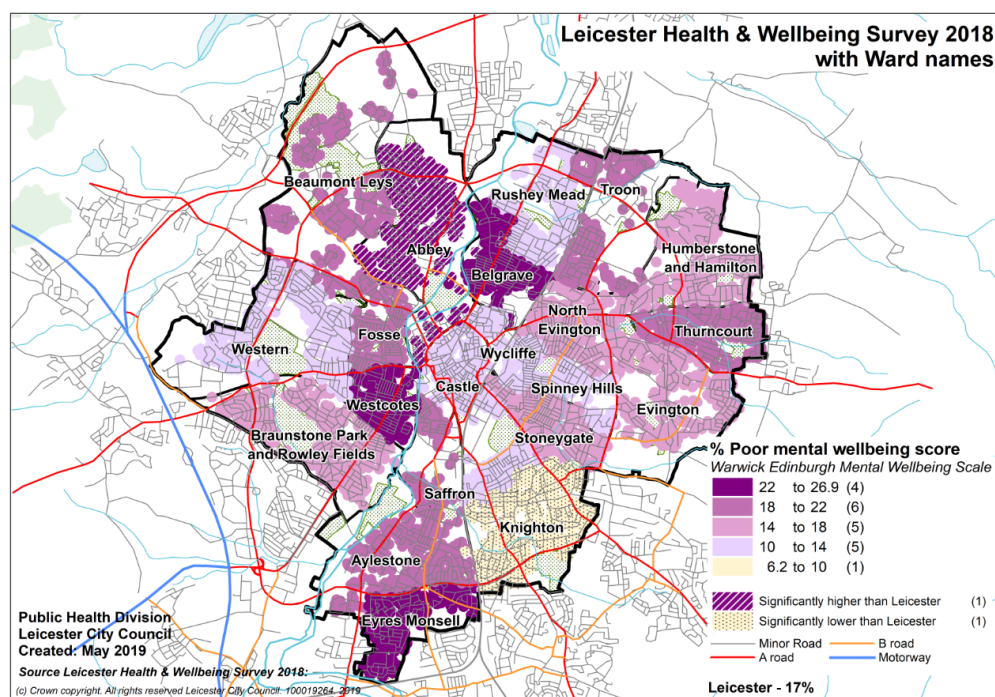 Leicester Health & Wellbeing Survey 2018
with Ward names
Beaumont Leys
Rushey Mead
Troon
Abbey
Belgrave
Humberstone
and Hamilton
North
Evington
Thurncourt
Fosse
Western
Wycliffe
Castle
Spinney Hills
Westcotes
Evington
Braunstone Park
and Rowley Fields
Stoneygate
Saffron
Knighton
Aylestone
Eyres Monsell
% Poor mental wellbeing score
Warwick Edinburgh Mental Wellbeing Scale
22 to 26.9 (4)
18 to 22 (6)
14 to 18 (5)
10 to 14 (5)
6.2 to 10 (1)
Significantly higher than Leicester (1)
Significantly lower than Leicester (1)
Minor Road B road
A road Motorway
Leicester - 17%
Public Health Division
Leicester City Council
Created: May 2019
Source Leicester Health & Wellbeing Survey 2018:
(c) Crown copyright. All rights reserved Leicester City Council. 100019264, 2019